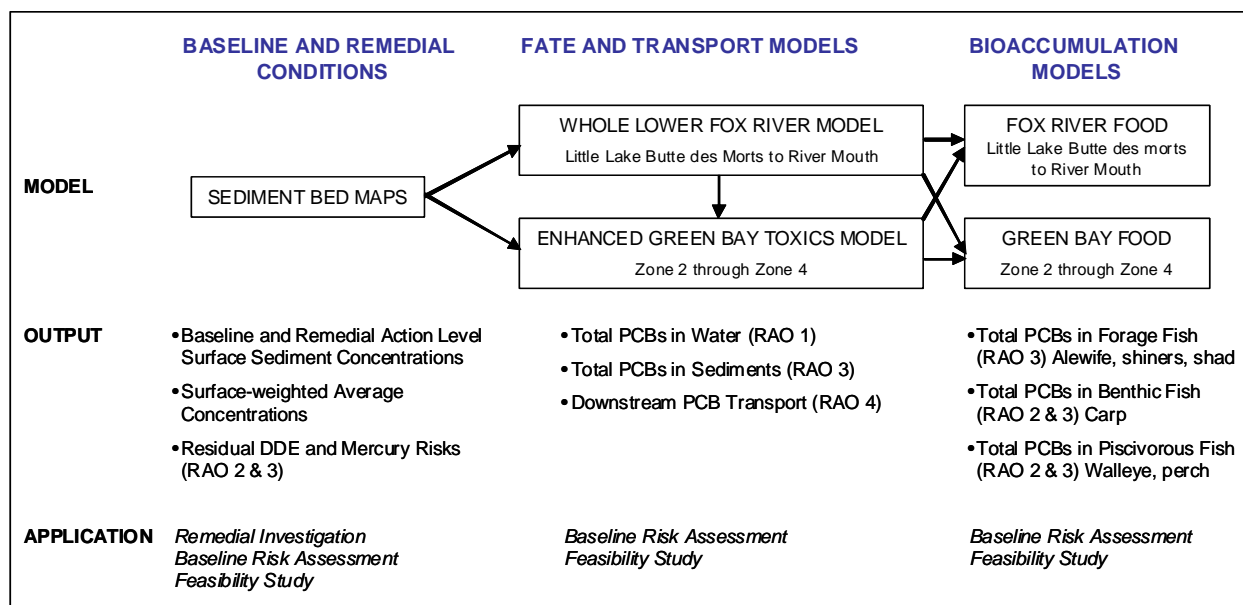 BASELINE AND REMEDIAL
CONDITIONS
FATE AND TRANSPORT MODELS
BIOACCUMULATION
MODELS
MODEL
SEDIMENT BED MAPS
WHOLE LOWER FOX RIVER MODEL
Little Lake Butte des Morts to River Mouth
ENHANCED GREEN BAY TOXICS MODEL
Zone 2 through Zone 4
FOX RIVER FOOD
Little Lake Butte des morts
to River Mouth
GREEN BAY FOOD
Zone 2 through Zone 4
OUTPUT
•Baseline and Remedial Action Level
Surface Sediment Concentrations
•Surface-weighted Average
Concentrations
•Residual DDE and Mercury Risks
(RAO 2 & 3)
•Total PCBs in Water (RAO 1)
•Total PCBs in Sediments (RAO 3)
•Downstream PCB Transport (RAO 4)
•Total PCBs in Forage Fish
(RAO 3) Alewife, shiners, shad
•Total PCBs in Benthic Fish
(RAO 2 & 3) Carp
•Total PCBs in Piscivorous Fish
(RAO 2 & 3) Walleye, perch
APPLICATION
Remedial Investigation
Baseline Risk Assessment
Feasibility Study
Baseline Risk Assessment
Feasibility Study
Baseline Risk Assessment
Feasibility Study